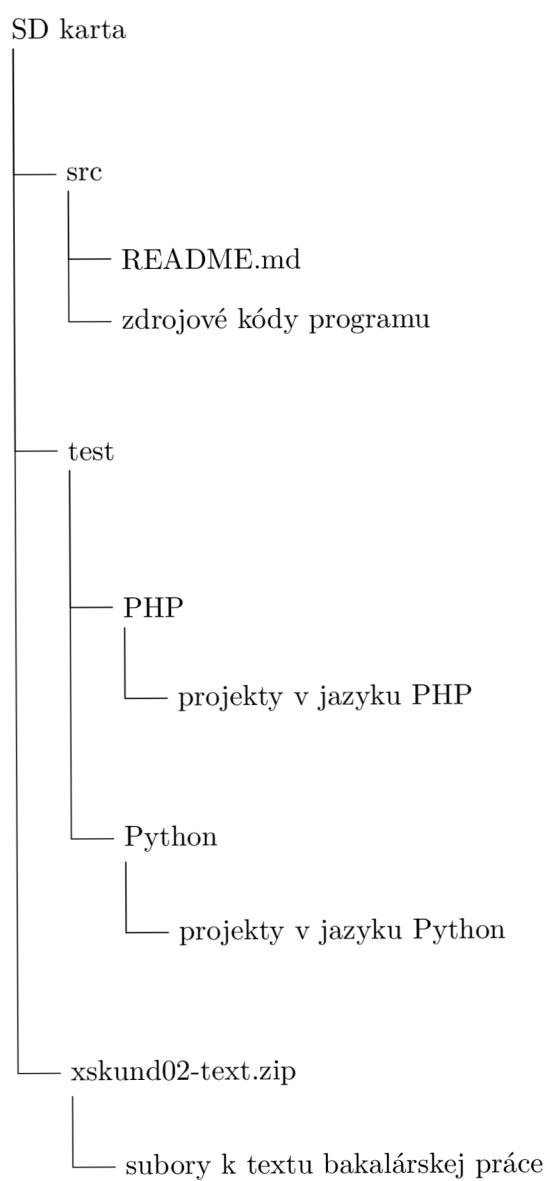 SD karta
src
README.md
zdrojové kódy programu
test
PHP
projekty v jazyku PHP
Python
projekty v jazyku Python
xskund02-text.zip
subory k textu bakalárskej práce